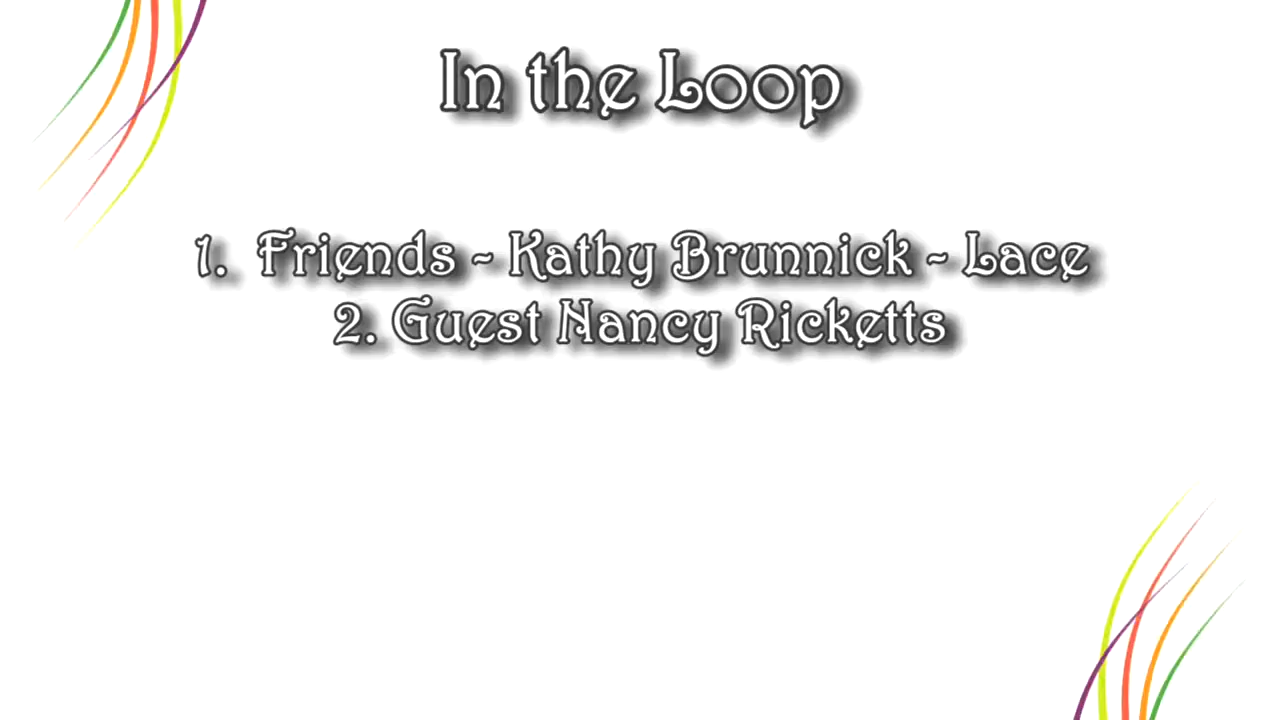 In the Loop
1. Friends ~ Kathy Brunnick ~ Lace
2. Guest Nancy Ricketts